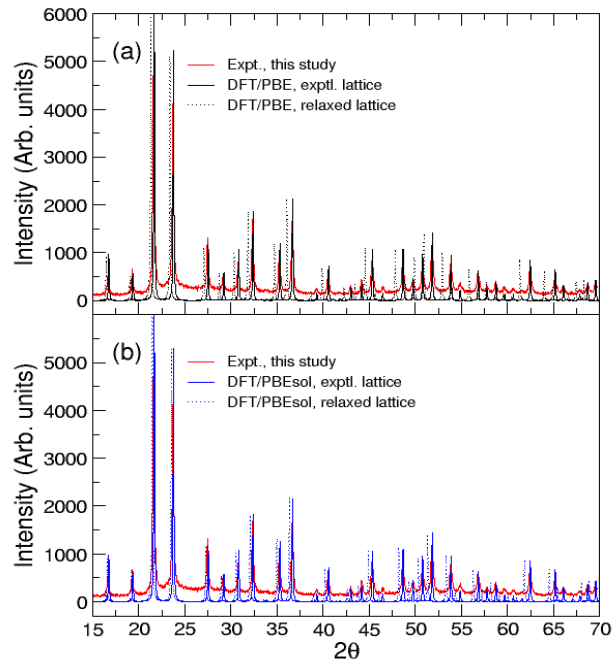 6000
(a)
Expt., this study
5000
DFT/PBE, exptl. lattice
DFT/PBE, relaxed lattice
4000
3000
2000
1000
0
Intensity (Arb. units)
(b)
Expt., this study
5000
DFT/PBEsol, exptl. lattice
DFT/PBEsol, relaxed lattice
4000
3000
2000
1000
0
Intensity (Arb. units)
15 20 25 30 35 40 45 50 55 60 65 70
2θ